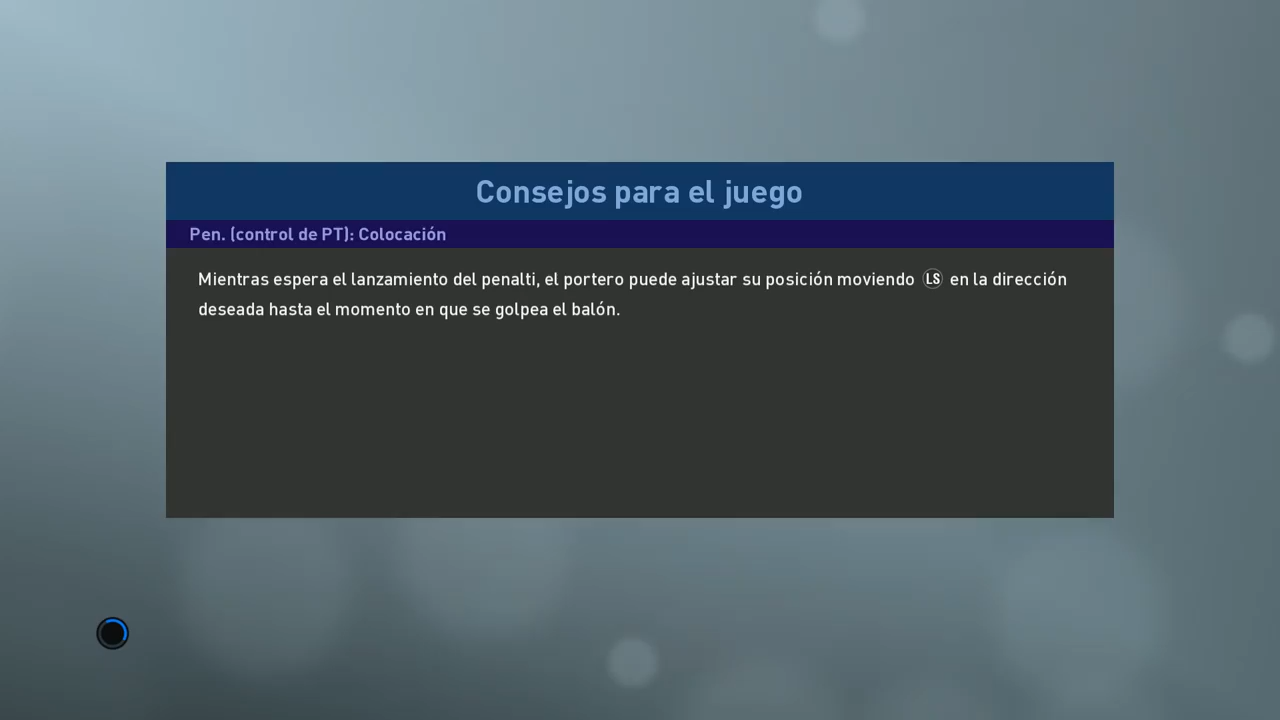 Consejos para el juego
Pen. (control de PT): Colocación
Mientras espera el lanzamiento del penalti, el portero puede ajustar su posición moviendo LS en la dirección
deseada hasta el momento en que se golpea el balón.